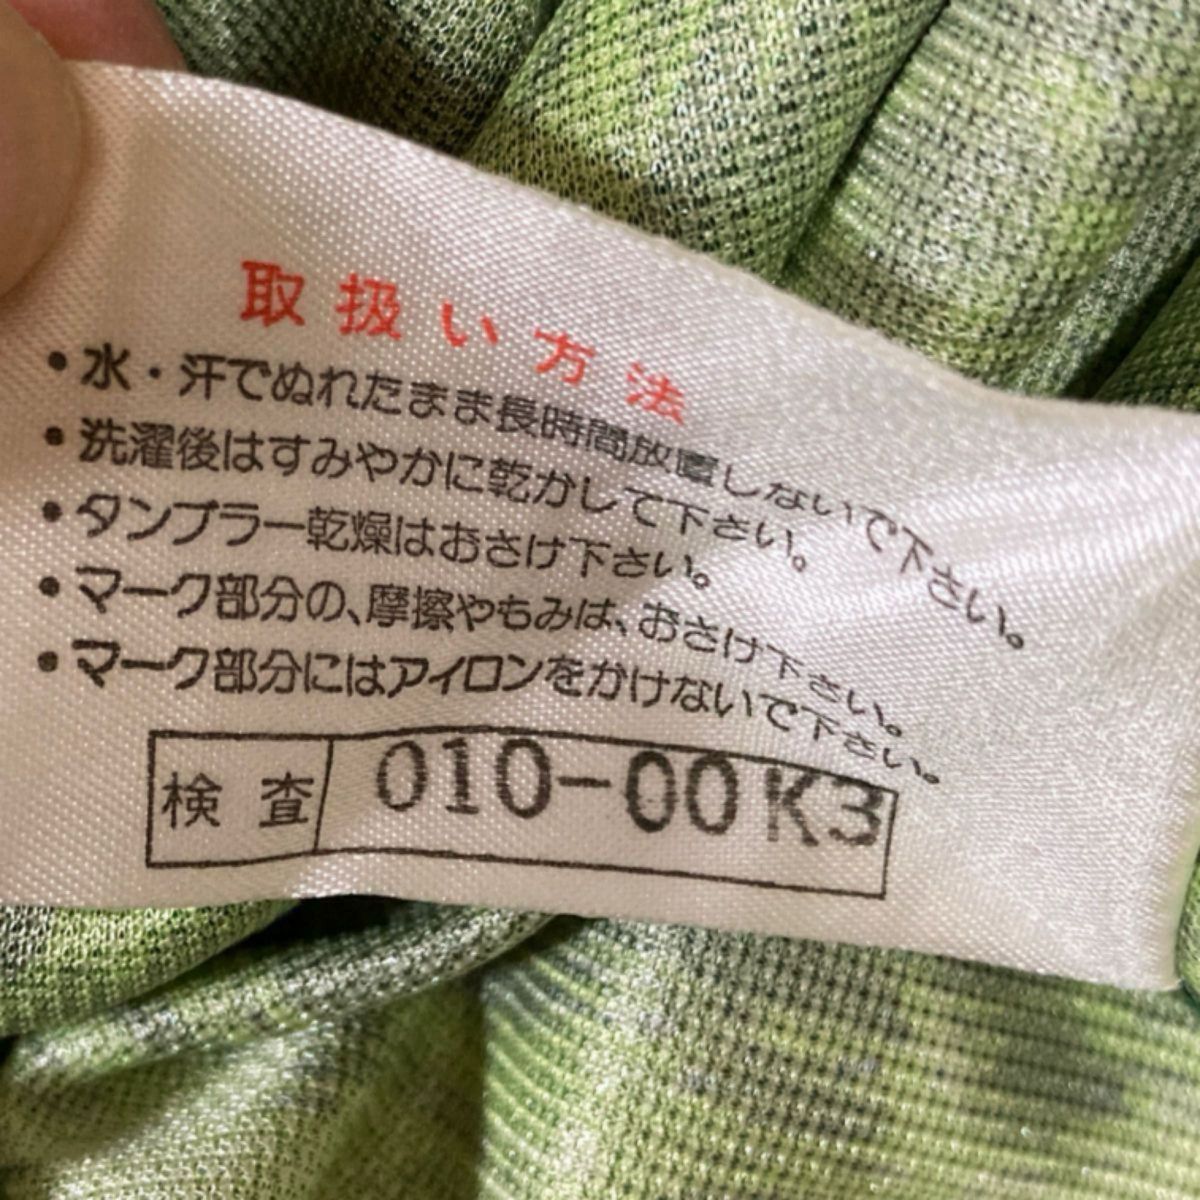 取扱い方法
・水・汗でぬれたまま長時間放置しないで下さい。
・洗濯後はすみやかに乾かして下さい。
・タンブラー乾燥はおさけ下さい。
・マーク部分の、摩擦やもみは、おさけ下さい。
・マーク部分にはアイロンをかけないで下さい。
検査 010-00K3